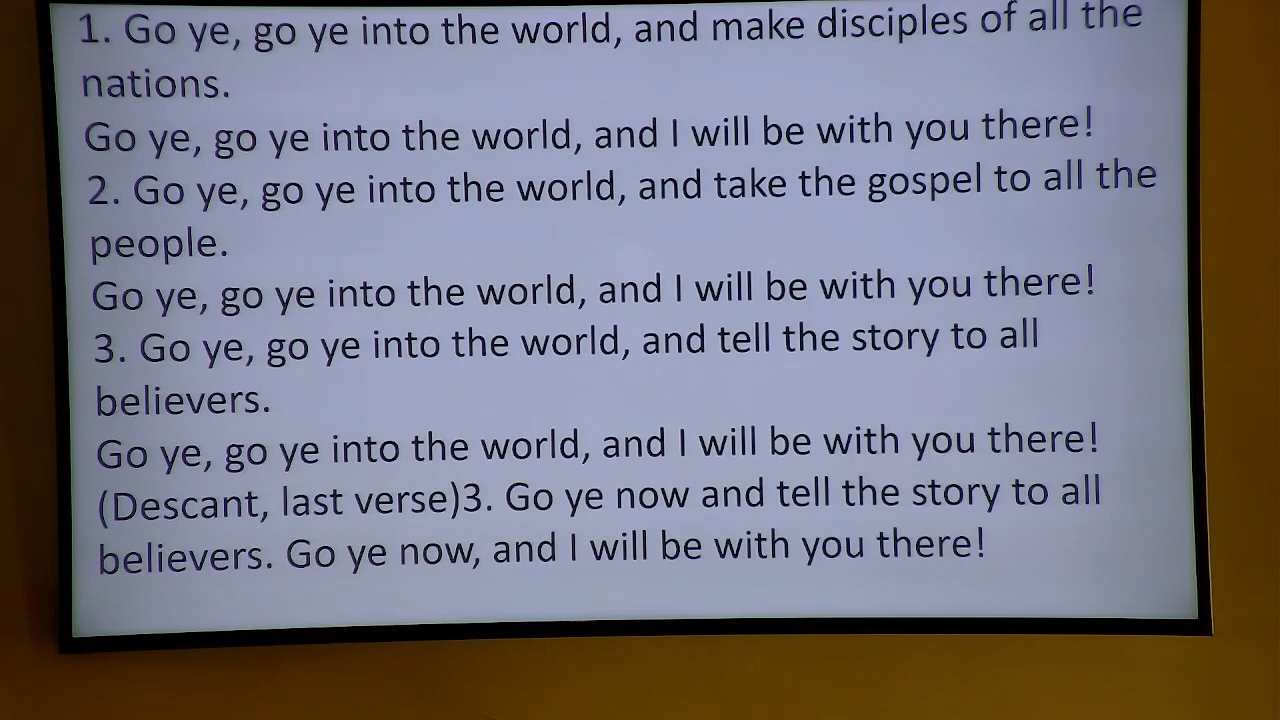 1. Go ye, go ye into the world, and make disciples of all the
nations.
Go ye, go ye into the world, and I will be with you there!
2. Go ye, go ye into the world, and take the gospel to all the
people.
Go ye, go ye into the world, and I will be with you there!
3. Go ye, go ye into the world, and tell the story to all
believers.
Go ye, go ye into the world, and I will be with you there!
(Descant, last verse)3. Go ye now and tell the story to all
believers. Go ye now, and I will be with you there!